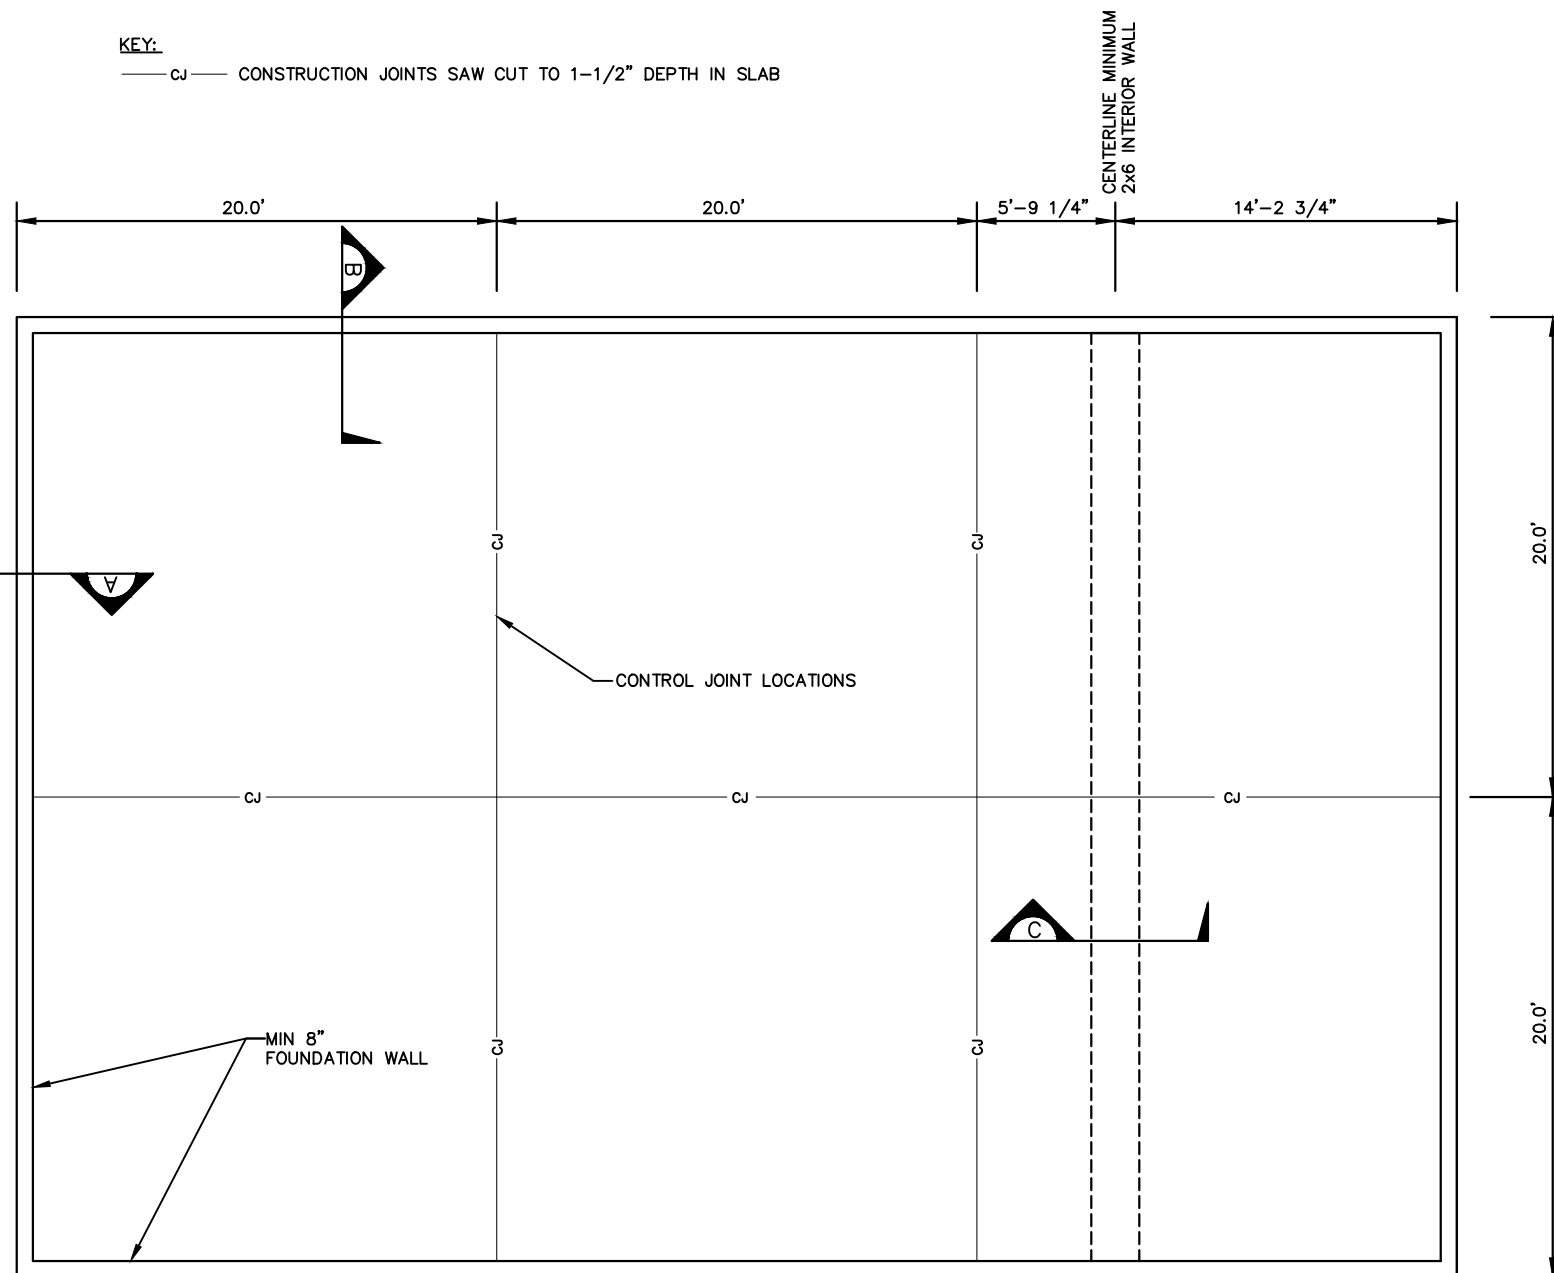 KEY:
CJ CONSTRUCTION JOINTS SAW CUT TO 1-1/2" DEPTH IN SLAB
CENTERLINE MINIMUM
2x6 INTERIOR WALL
20.0'
20.0'
5'-9 1/4"
14'-2 3/4"
B
20.0'
CJ
CJ
A
CONTROL JOINT LOCATIONS
CJ
CJ
CJ
C
20.0'
MIN 8"
FOUNDATION WALL
CJ
CJ